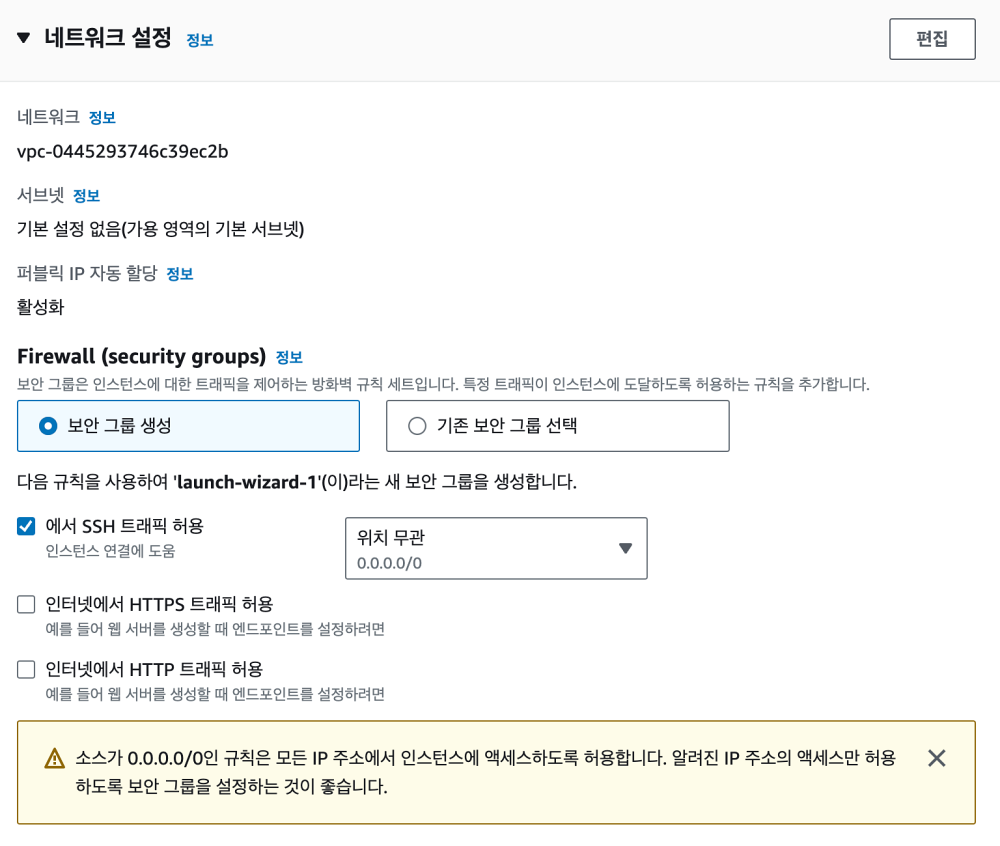 네트워크 설정 정보
편집
네트워크 정보
vpc-0445293746c39ec2b
서브넷 정보
기본 설정 없음(가용 영역의 기본 서브넷)
퍼블릭 IP 자동 할당 정보
활성화
Firewall (security groups) 정보
보안 그룹은 인스턴스에 대한 트래픽을 제어하는 방화벽 규칙 세트입니다. 특정 트래픽이 인스턴스에 도달하도록 허용하는 규칙을 추가합니다.
보안 그룹 생성
기존 보안 그룹 선택
다음 규칙을 사용하여 'launch-wizard-1'(이)라는 새 보안 그룹을 생성합니다.
에서 SSH 트래픽 허용
인스턴스 연결에 도움
위치 무관
0.0.0.0/0
인터넷에서 HTTPS 트래픽 허용
예를 들어 웹 서버를 생성할 때 엔드포인트를 설정하려면
인터넷에서 HTTP 트래픽 허용
예를 들어 웹 서버를 생성할 때 엔드포인트를 설정하려면
소스가 0.0.0.0/0인 규칙은 모든 IP 주소에서 인스턴스에 액세스하도록 허용합니다. 알려진 IP 주소의 액세스만 허용
하도록 보안 그룹을 설정하는 것이 좋습니다.